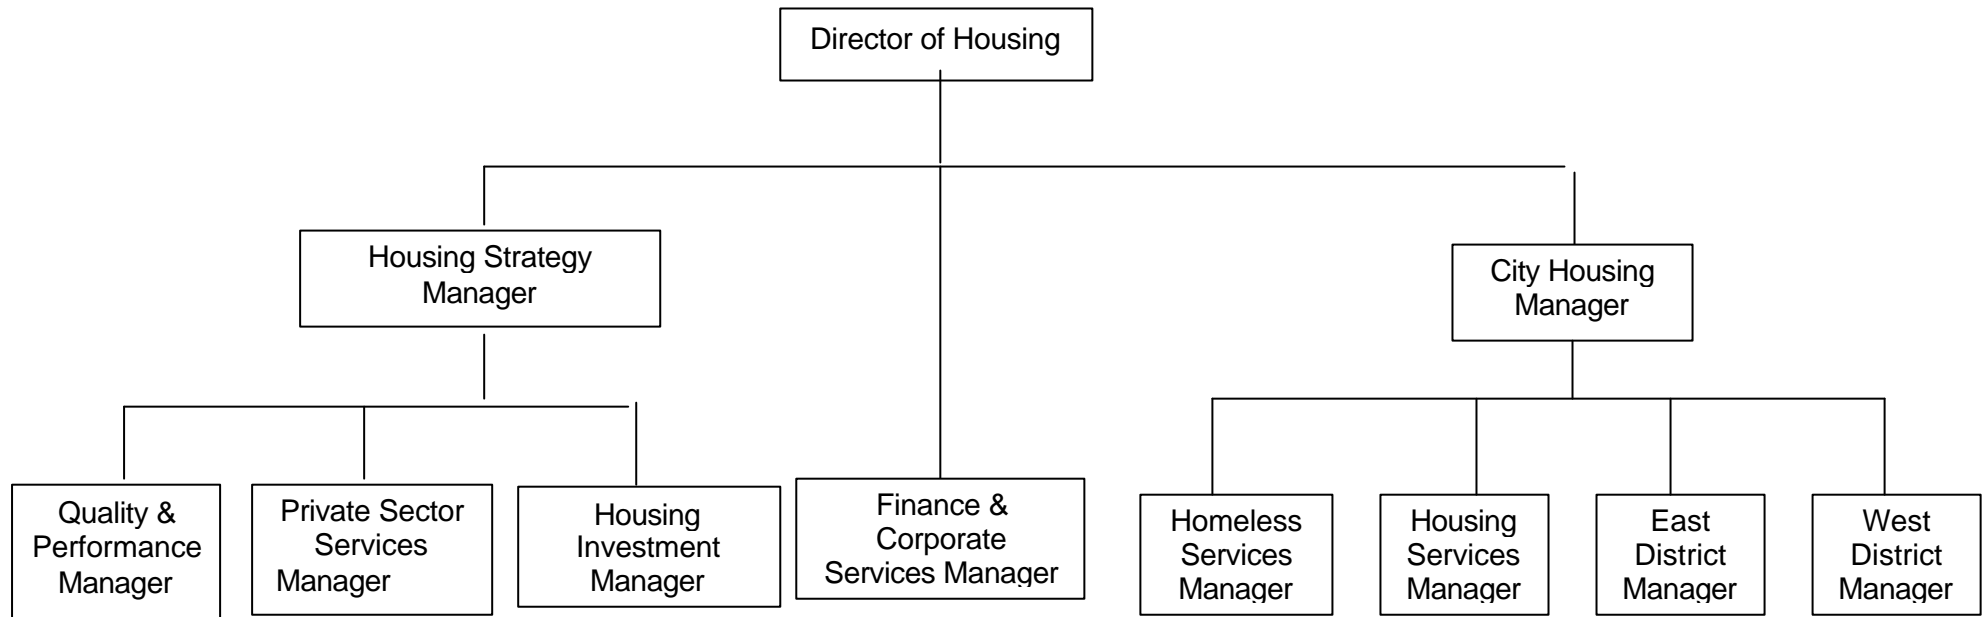 Director of Housing
Housing Strategy
Manager
City Housing
Manager
Quality &
Performance
Manager
Private Sector
Services
Manager
Housing
Investment
Manager
Finance &
Corporate
Services Manager
Homeless
Services
Manager
Housing
Services
Manager
East
District
Manager
West
District
Manager